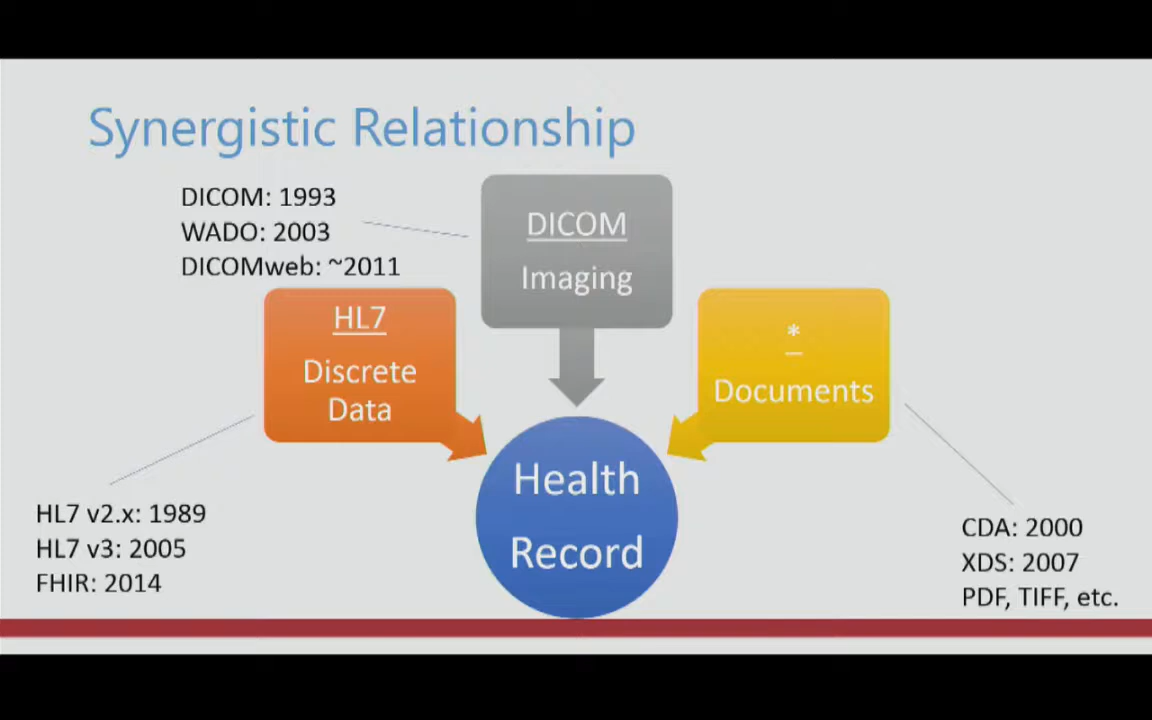 Synergistic Relationship
DICOM: 1993
WADO: 2003
DICOMweb: ~2011
DICOM
Imaging
HL7
Discrete
Data
*
Documents
Health
Record
HL7 v2.x: 1989
HL7 v3: 2005
FHIR: 2014
CDA: 2000
XDS: 2007
PDF, TIFF, etc.